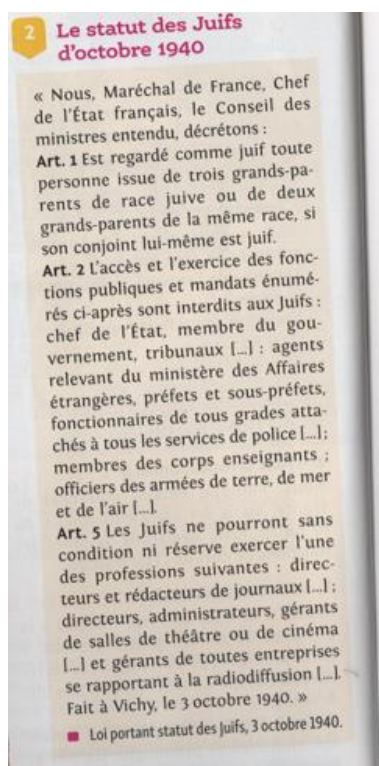 2
Le statut des Juifs
d'octobre 1940
« Nous, Maréchal de France, Chef
de l'État français, le Conseil des
ministres entendu, décrétons :
Art. 1 Est regardé comme juif toute
personne issue de trois grands-pa-
rents de race juive ou de deux
grands-parents de la même race, si
son conjoint lui-même est juif.
Art. 2 L'accès et l'exercice des fonc-
tions publiques et mandats énumé-
rés ci-après sont interdits aux Juifs :
chef de l'État, membre du gou-
vernement, tribunaux [...] : agents
relevant du ministère des Affaires
étrangères, préfets et sous-préfets,
fonctionnaires de tous grades atta-
chés à tous les services de police [...] ;
membres des corps enseignants ;
officiers des armées de terre, de mer
et de l'air [...].
Art. 5 Les Juifs ne pourront sans
condition ni réserve exercer l'une
des professions suivantes : direc-
teurs et rédacteurs de journaux [...] ;
directeurs, administrateurs, gérants
de salles de théâtre ou de cinéma
[...] et gérants de toutes entreprises
se rapportant à la radiodiffusion [...].
Fait à Vichy, le 3 octobre 1940. »
Loi portant statut des Juifs, 3 octobre 1940.